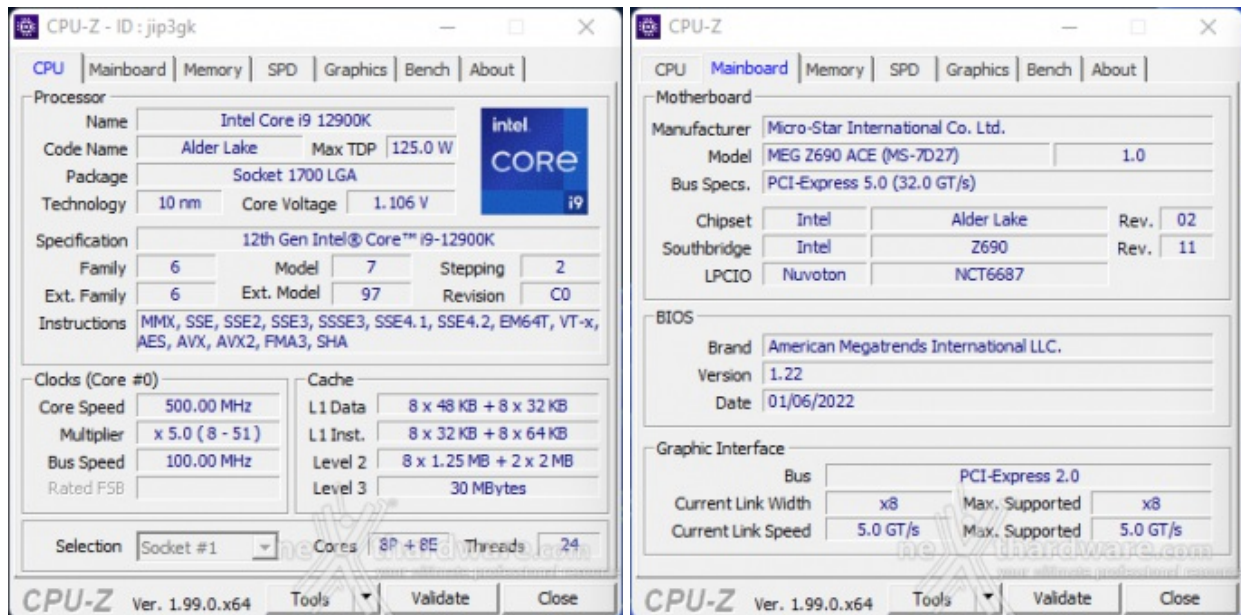 CPU-Z - ID : jip3gk
CPU Mainboard Memory SPD Graphics Bench About
Processor
Name Intel Core i9 12900K
Code Name Alder Lake Max TDP 125.0 W
Package Socket 1700 LGA
Technology 10 nm Core Voltage 1.106 V
intel
CORE
i9
Specification 12th Gen Intel® Core™ i9-12900K
Family 6 Model 7 Stepping 2
Ext. Family 6 Ext. Model 97 Revision C0
Instructions MMX, SSE, SSE2, SSE3, SSSE3, SSE4.1, SSE4.2, EM64T, VT-x,
AES, AVX, AVX2, FMA3, SHA
Clocks (Core #0)
Core Speed 500.00 MHz
Multiplier x 5.0 ( 8 - 51 )
Bus Speed 100.00 MHz
Rated FSB
Cache
L1 Data 8 x 48 KB + 8 x 32 KB
L1 Inst. 8 x 32 KB + 8 x 64 KB
Level 2 8 x 1.25 MB + 2 x 2 MB
Level 3 30 MBytes
Selection Socket #1 Cores 8P + 8E Threads 24
CPU-Z Ver. 1.99.0.x64 Tools Validate Close
CPU-Z
CPU Mainboard Memory SPD Graphics Bench About
Motherboard
Manufacturer Micro-Star International Co. Ltd.
Model MEG Z690 ACE (MS-7D27) 1.0
Bus Specs. PCI-Express 5.0 (32.0 GT/s)
Chipset Intel Alder Lake Rev. 02
Southbridge Intel Z690 Rev. 11
LPCIO Nuvoton NCT6687
BIOS
Brand American Megatrends International LLC.
Version 1.22
Date 01/06/2022
Graphic Interface
Bus PCI-Express 2.0
Current Link Width x8 Max. Supported x8
Current Link Speed 5.0 GT/s Max. Supported 5.0 GT/s
nexthardware.com
your ultimate professional resource
CPU-Z Ver. 1.99.0.x64 Tools Validate Close